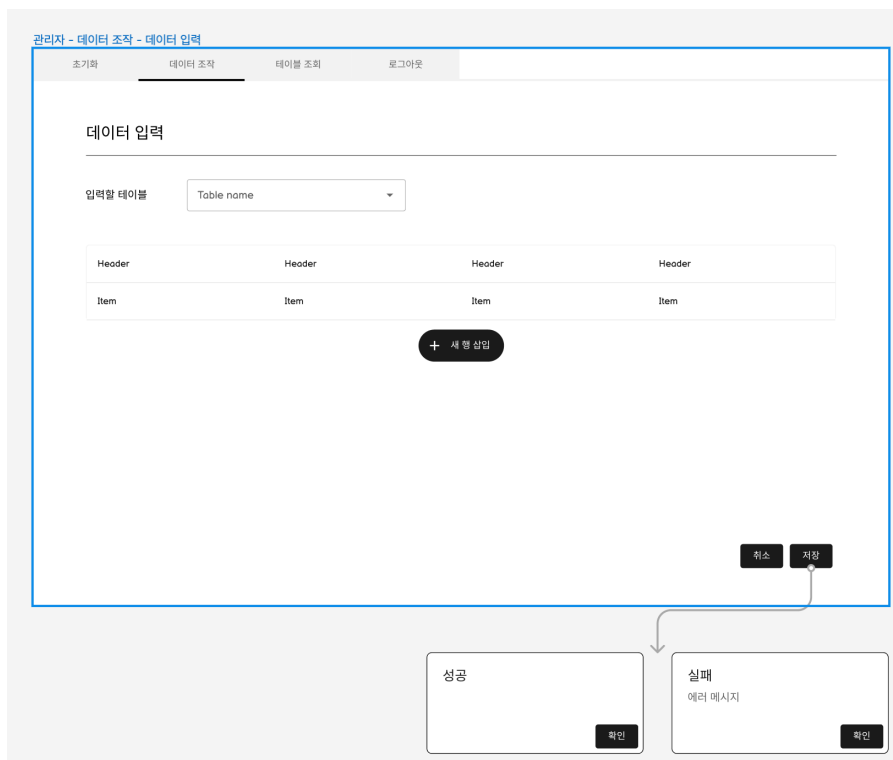 관리자 - 데이터 조작 - 데이터 입력
초기화 데이터 조작 테이블 조회 로그아웃
데이터 입력
입력할 테이블 Table name
Header Header Header Header
Item Item Item Item
+ 새 행 삽입
취소 저장
성공
확인
실패
에러 메시지
확인